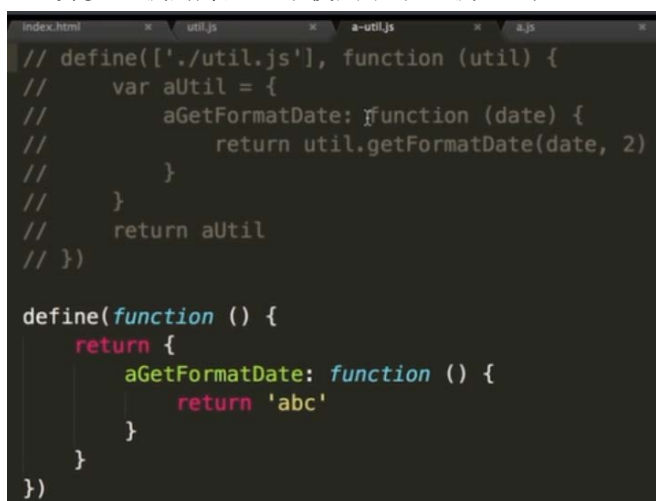 index.html × util.js × a-util.js × a.js ×
// define(['./util.js'], function (util) {
//     var aUtil = {
//         aGetFormatDate: function (date) {
//             return util.getFormatDate(date, 2)
//         }
//     }
//     return aUtil
// })
define(function () {
    return {
        aGetFormatDate: function () {
            return 'abc'
        }
    }
})